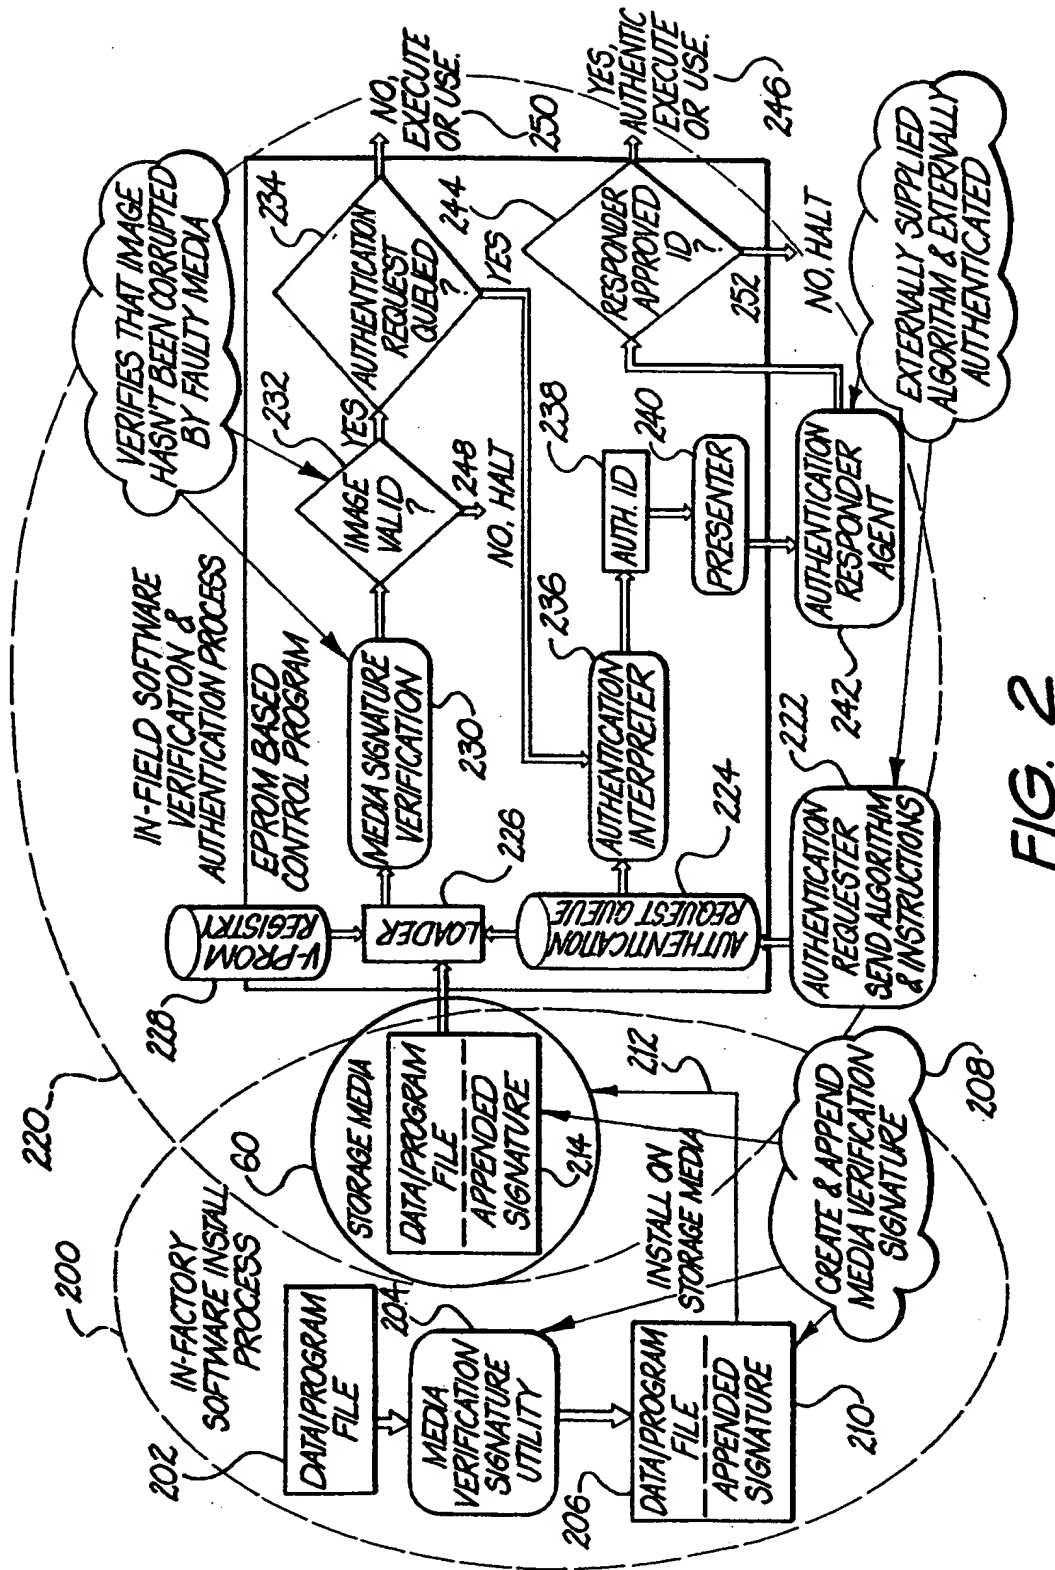 220
200
IN-FACTORY
SOFTWARE INSTALL
PROCESS
202
DATA/PROGRAM
FILE
204
MEDIA
VERIFICATION
SIGNATURE
UTILITY
206
DATA/PROGRAM
FILE
APPENDED
SIGNATURE
210
60
STORAGE MEDIA
DATA/PROGRAM
FILE
APPENDED
SIGNATURE
214
212
INSTALL ON
STORAGE MEDIA
CREATE & APPEND
MEDIA VERIFICATION
SIGNATURE
208
IN-FIELD SOFTWARE
VERIFICATION &
AUTHENTICATION PROCESS
VERIFIES THAT IMAGE
HASN'T BEEN CORRUPTED
BY FAULTY MEDIA
228
V-PROM
REGISTRY
EPROM BASED
CONTROL PROGRAM
LOADER
226
MEDIA SIGNATURE
VERIFICATION
230
232
IMAGE
VALID
?
YES
248
NO, HALT
234
AUTHENTICATION
REQUEST
QUEUED
?
YES
NO,
EXECUTE
OR USE.
250
AUTHENTICATION
REQUEST QUEUE
224
236
AUTHENTICATION
INTERPRETER
238
AUTH. ID
240
PRESENTER
244
RESPONDER
APPROVED
ID
?
252
NO, HALT
YES,
AUTHENTIC
(EXECUTE
OR USE.
246
222
AUTHENTICATION
REQUESTER
SEND ALGORITHM
& INSTRUCTIONS
242
AUTHENTICATION
RESPONDER
AGENT
EXTERNALLY SUPPLIED
ALGORITHM & EXTERNALLY
AUTHENTICATED
FIG. 2